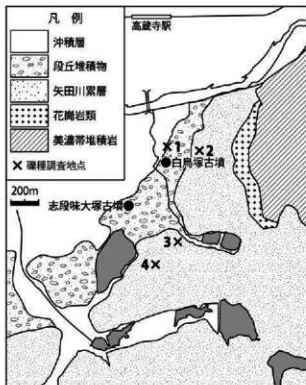 凡例
沖積層
段丘堆積物
矢田川累層
花崗岩類
美濃帯堆積岩
× 礫種調査地点
200m
高蔵寺駅
×1
×2
白鳥塚古墳
志段味大塚古墳
3×
4×